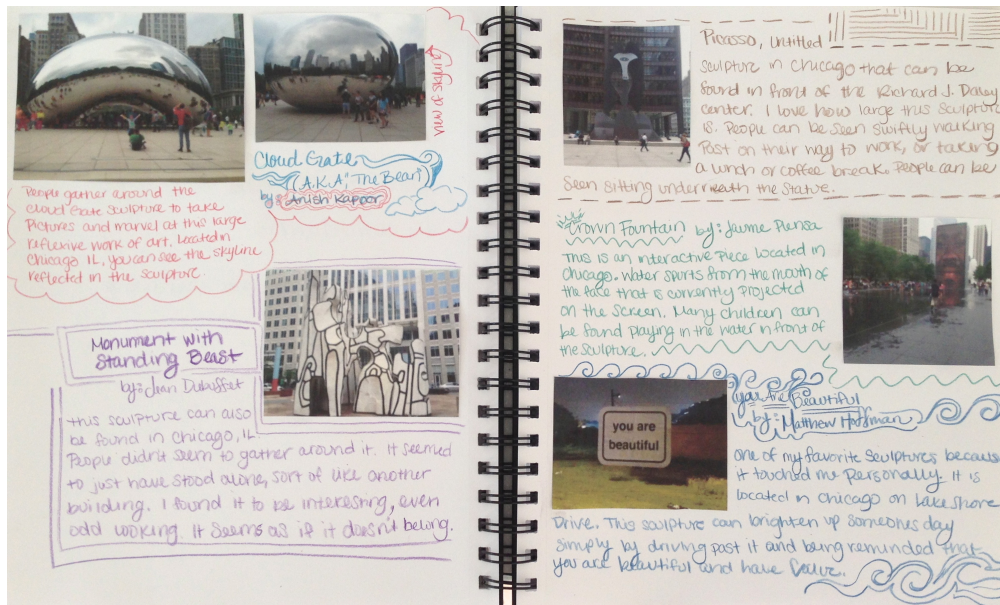 view of skyline
Cloud Gate
(A.K.A, "The Bean")
by: Anish Kapoor
People gather around the
Cloud Gate sculpture to take
pictures and marvel at this large
reflexive work of art. Located in
Chicago IL, you can see the skyline
reflected in the sculpture.
Monument with
Standing Beast
by: Jean Dubuffet
This sculpture can also
be found in Chicago, IL.
People didn't seem to gather around it. It seemed
to just have stood alone, sort of like another
building. I found it to be interesting, even
odd looking. It seems as if it doesn't belong.
Picasso, Untitled
sculpture in Chicago that can be
found in front of the Richard J. Daley
center. I love how large this sculpture
is. People can be seen swiftly walking
past on their way to work, or taking
a lunch or coffee break. People can be
seen sitting underneath the statue.
Crown Fountain by: Jaume Plensa
This is an interactive piece located in
Chicago. Water spurts from the mouth of
the face that is currently projected
on the screen. Many children can
be found playing in the water in front of
the sculpture.
you are
beautiful
You Are Beautiful
by: Matthew Hoffman
One of my favorite sculptures because
it touched me personally. It is
located in Chicago on Lakeshore
Drive. This sculpture can brighten up someones day
simply by driving past it and being reminded that
you are beautiful and have value.